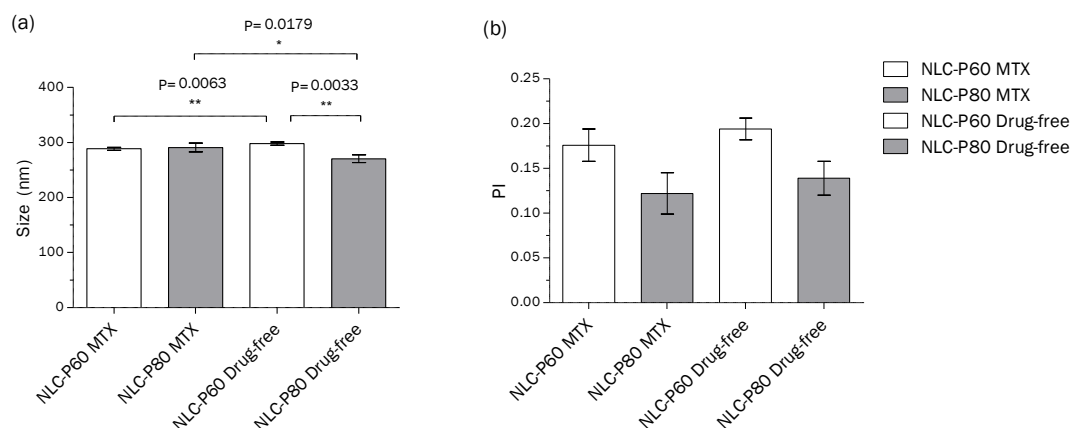 (a)
P= 0.0179
*
P= 0.0063
**
P= 0.0033
**
400
300
200
100
0
Size (nm)
NLC-P60 MTX
NLC-P80 MTX
NLC-P60 Drug-free
NLC-P80 Drug-free
(b)
0.25
0.20
0.15
0.10
0.05
0.00
PI
NLC-P60 MTX
NLC-P80 MTX
NLC-P60 Drug-free
NLC-P80 Drug-free
NLC-P60 MTX
NLC-P80 MTX
NLC-P60 Drug-free
NLC-P80 Drug-free